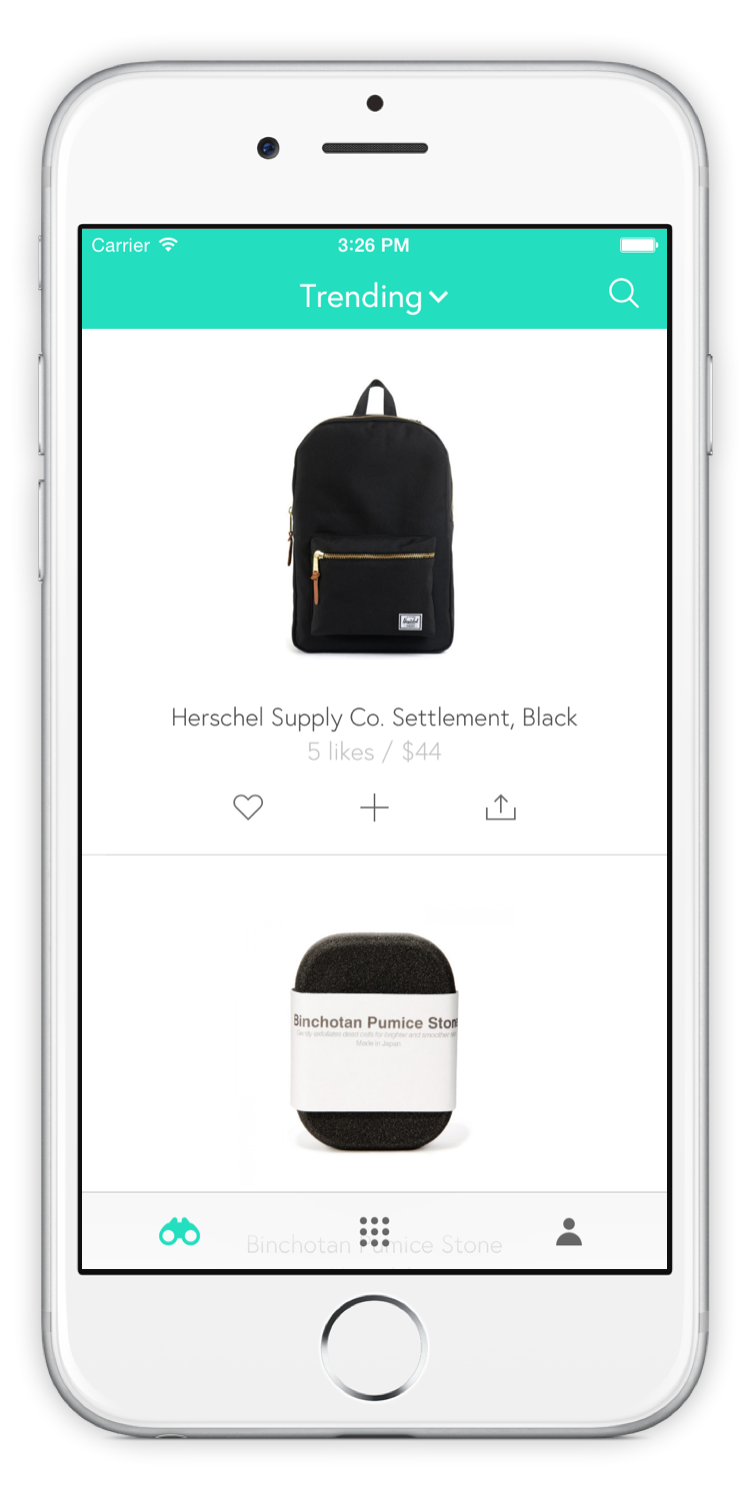 Carrier 3:26 PM
Trending
Herschel Supply Co. Settlement, Black
5 likes / $44
Binchotan Pumice Stone
Made in Japan
Binchotan Pumice Stone